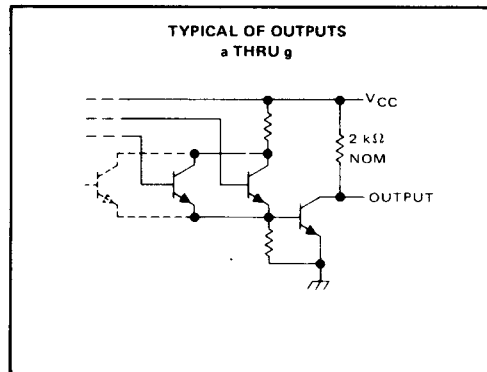 TYPICAL OF OUTPUTS
a THRU g
VCC
2 kΩ
NOM
OUTPUT